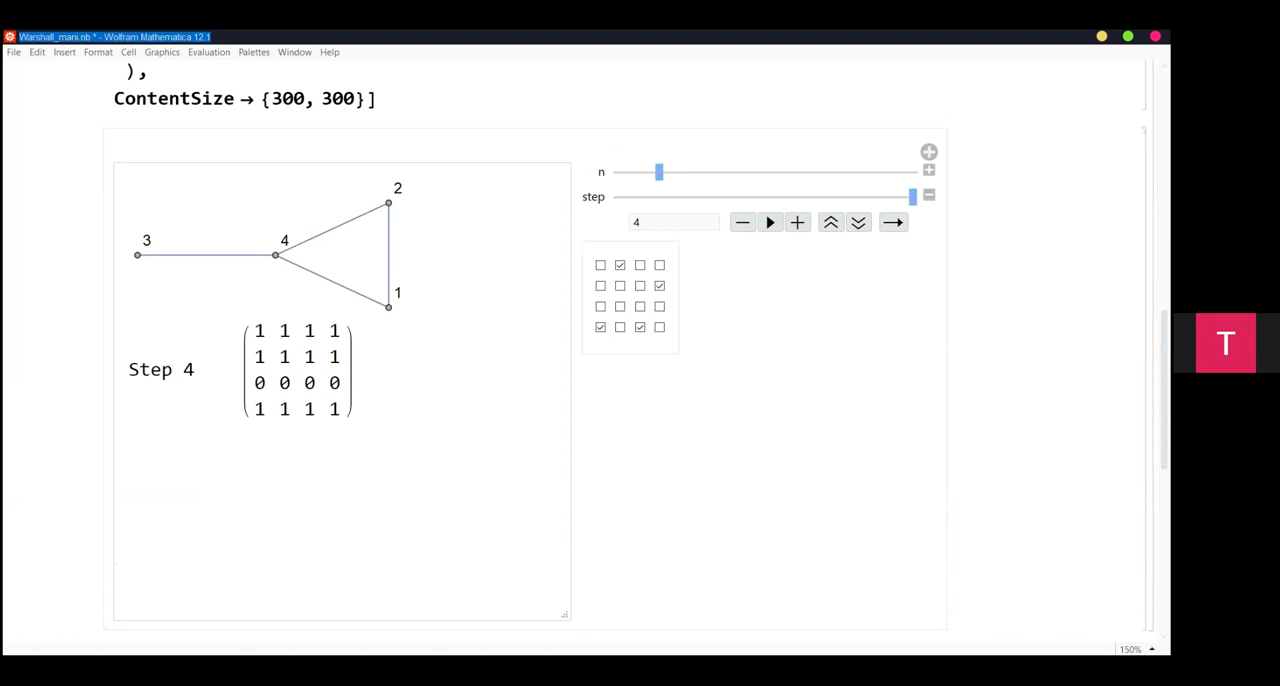 Warshall_mani.nb * - Wolfram Mathematica 12.1
File Edit Insert Format Cell Graphics Evaluation Palettes Window Help
),
ContentSize → {300, 300}]
n
step
4
2
3
4
1
Step 4
1 1 1 1
1 1 1 1
0 0 0 0
1 1 1 1
T
150%